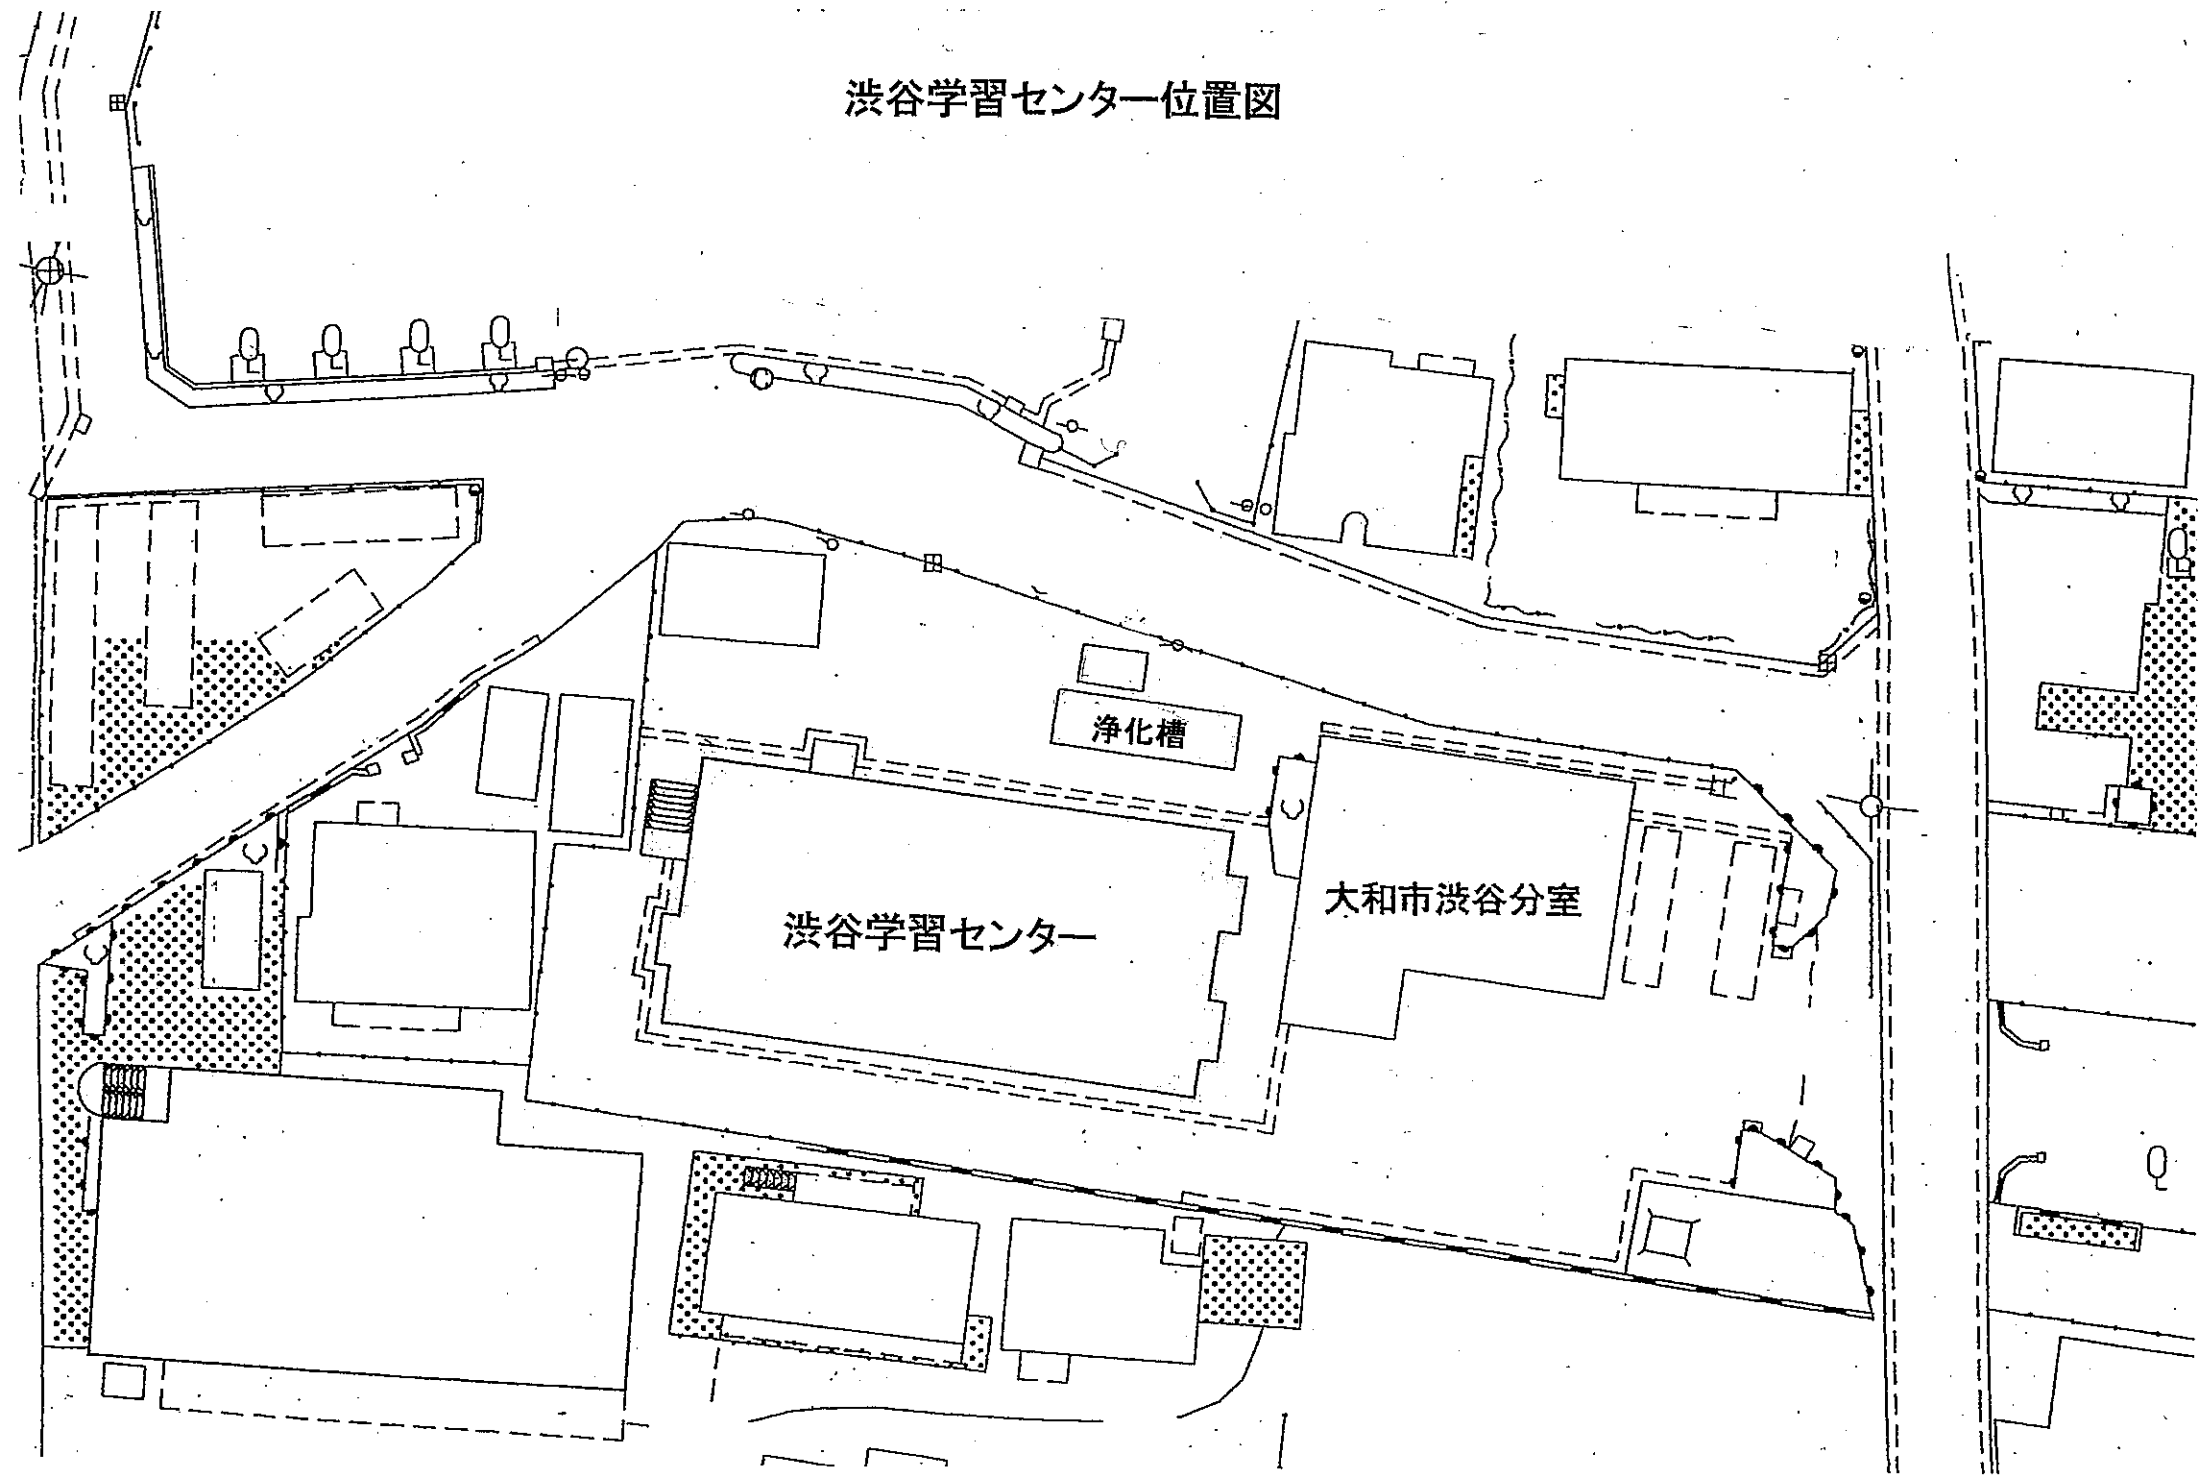 渋谷学習センター位置図
浄化槽
大和市渋谷分室
渋谷学習センター